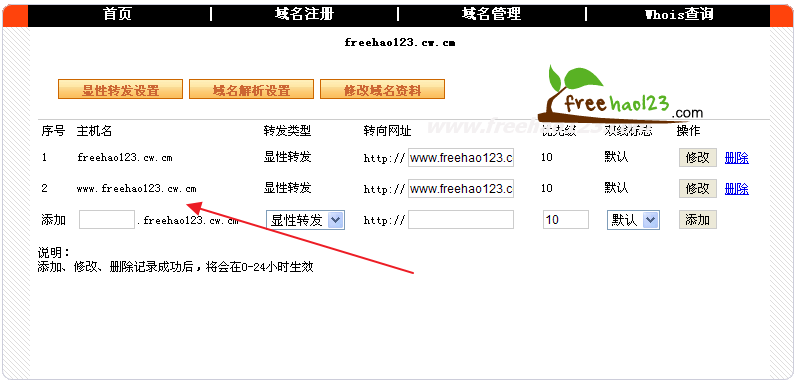 首页 域名注册 域名管理 Whois查询
freehao123.cw.cm
显性转发设置 域名解析设置 修改域名资料
freehao123.com
www.freehao123
序号 主机名 转发类型 转向网址 优先级 双线标志 操作
1 freehao123.cw.cm 显性转发 http:// www.freehao123.c 10 默认 修改 删除
2 www.freehao123.cw.cm 显性转发 http:// www.freehao123.c 10 默认 修改 删除
添加 .freehao123.cw.cm 显性转发 http:// 10 默认 添加
说明：
添加、修改、删除记录成功后，将会在0-24小时生效